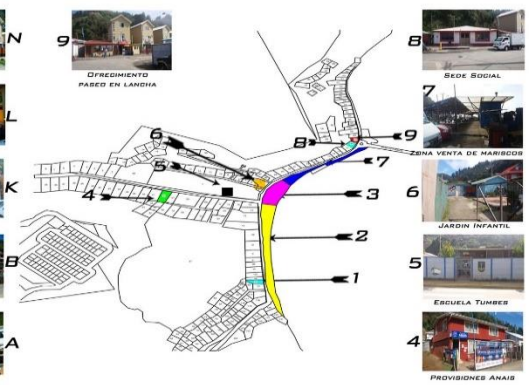 N
L
K
B
A
9
OFRECIMIENTO
PASEO EN LANCHA
6
5
4
8
9
7
3
2
1
8
SEDE SOCIAL
7
ZONA VENTA DE MARISCOS
6
JARDIN INFANTIL
5
ESCUELA TUMBES
4
PROVISIONES ANAIS